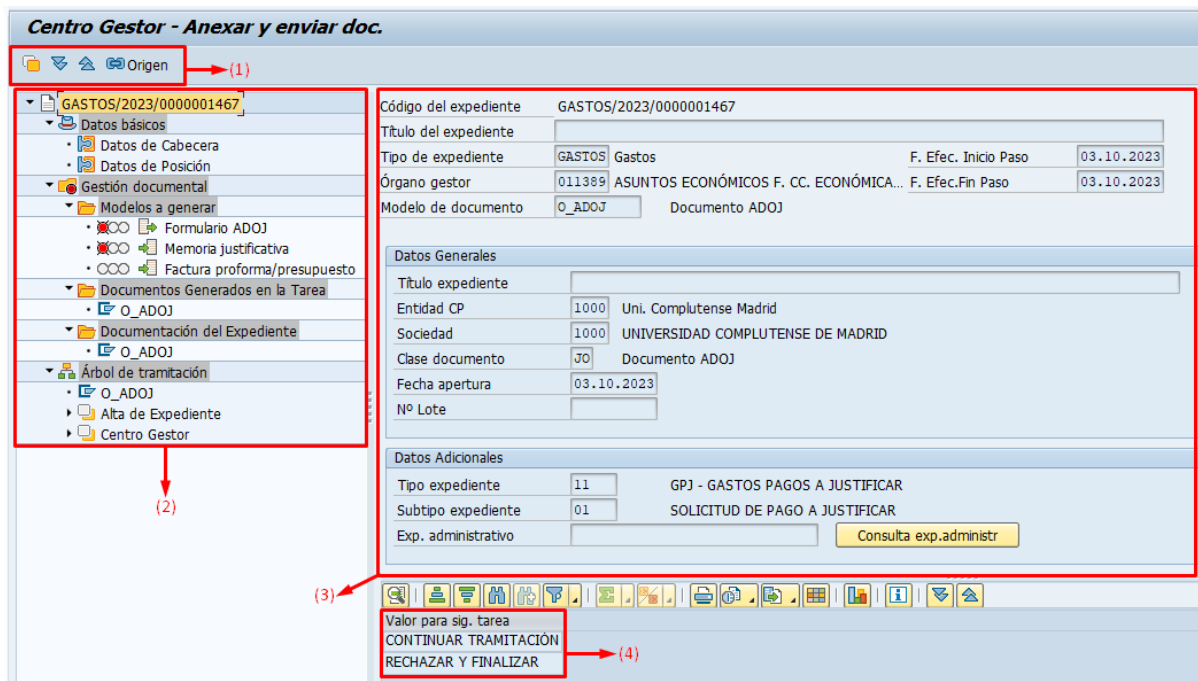 Centro Gestor - Anexar y enviar doc.
Origen
(1)
GASTOS/2023/0000001467
Datos básicos
Datos de Cabecera
Datos de Posición
Gestión documental
Modelos a generar
Formulario ADOJ
Memoria justificativa
Factura proforma/presupuesto
Documentos Generados en la Tarea
O_ADOJ
Documentación del Expediente
O_ADOJ
Árbol de tramitación
O_ADOJ
Alta de Expediente
Centro Gestor
(2)
Código del expediente GASTOS/2023/0000001467
Título del expediente
Tipo de expediente GASTOS Gastos F. Efec. Inicio Paso 03.10.2023
Órgano gestor 011389 ASUNTOS ECONÓMICOS F. CC. ECONÓMICA... F. Efec.Fin Paso 03.10.2023
Modelo de documento O_ADOJ Documento ADOJ
Datos Generales
Título expediente
Entidad CP 1000 Uni. Complutense Madrid
Sociedad 1000 UNIVERSIDAD COMPLUTENSE DE MADRID
Clase documento JO Documento ADOJ
Fecha apertura 03.10.2023
Nº Lote
Datos Adicionales
Tipo expediente 11 GPJ - GASTOS PAGOS A JUSTIFICAR
Subtipo expediente 01 SOLICITUD DE PAGO A JUSTIFICAR
Exp. administrativo Consulta exp.administr
(3)
Valor para sig. tarea
CONTINUAR TRAMITACIÓN
RECHAZAR Y FINALIZAR
(4)